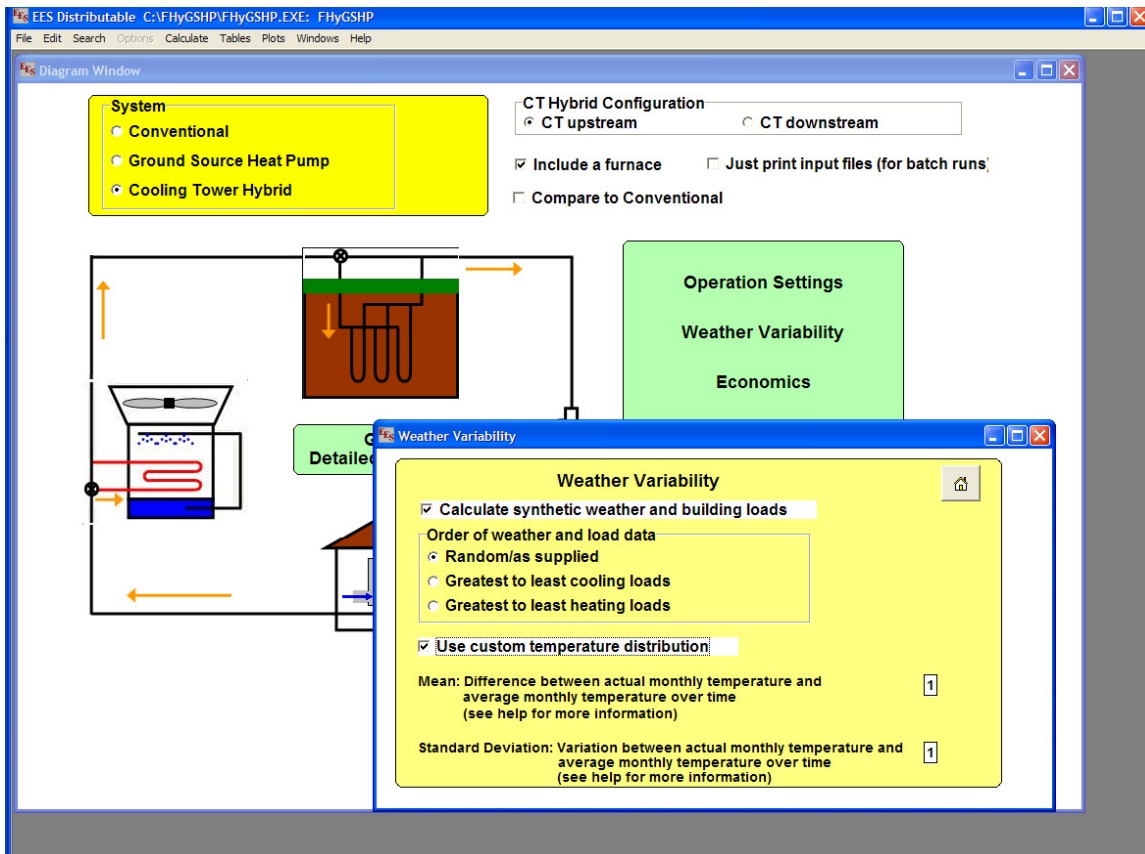 EES Distributable C:\FHyGSHP\FHyGSHP.EXE: FHyGSHP
File Edit Search Options Calculate Tables Plots Windows Help
Diagram Window
System
Conventional
Ground Source Heat Pump
Cooling Tower Hybrid
CT Hybrid Configuration
CT upstream
CT downstream
Include a furnace
Just print input files (for batch runs)
Compare to Conventional
Operation Settings
Weather Variability
Economics
G
Detailed
Weather Variability
Weather Variability
Calculate synthetic weather and building loads
Order of weather and load data
Random/as supplied
Greatest to least cooling loads
Greatest to least heating loads
Use custom temperature distribution
Mean: Difference between actual monthly temperature and
average monthly temperature over time
(see help for more information)
1
Standard Deviation: Variation between actual monthly temperature and
average monthly temperature over time
(see help for more information)
1